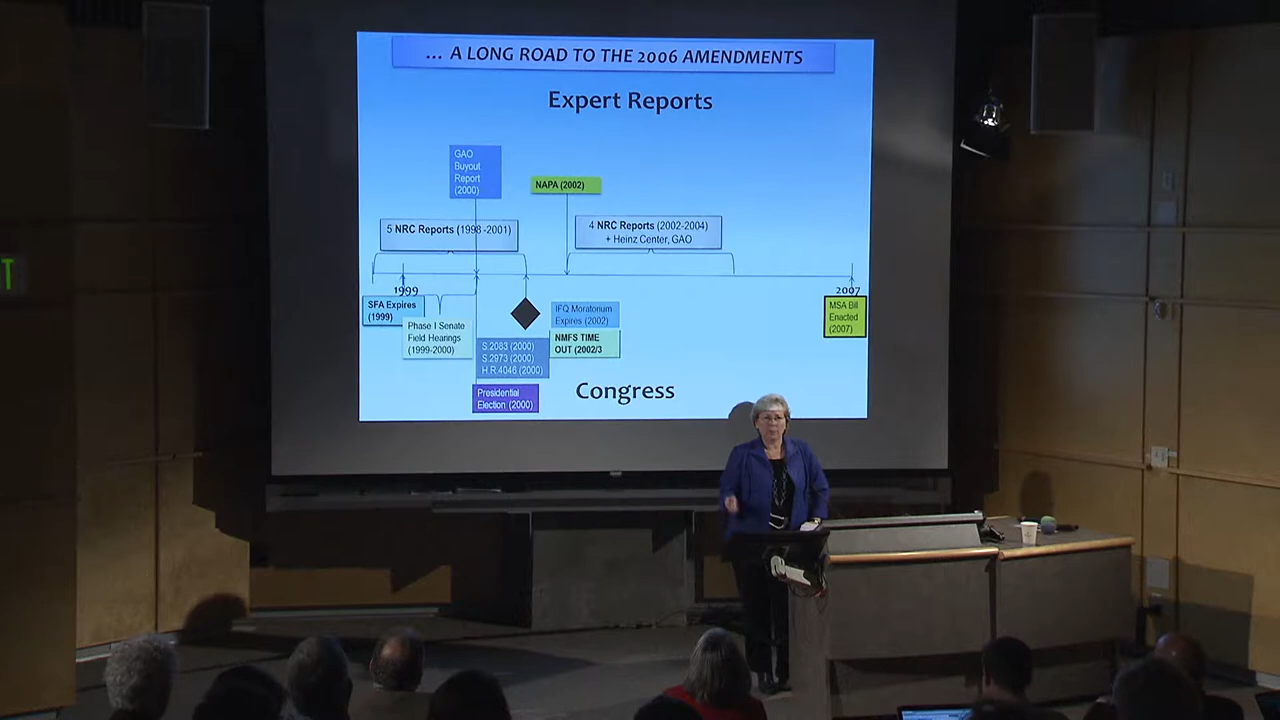 … A LONG ROAD TO THE 2006 AMENDMENTS
Expert Reports
GAO
Buyout
Report
(2000)
NAPA (2002)
5 NRC Reports (1998-2001)
4 NRC Reports (2002-2004)
+ Heinz Center, GAO
1999
2007
SFA Expires
(1999)
Phase I Senate
Field Hearings
(1999-2000)
IFQ Moratorium
Expires (2002)
NMFS TIME
OUT (2002/3
S.2083 (2000)
S.2973 (2000)
H.R.4046 (2000)
MSA Bill
Enacted
(2007)
Presidential
Election (2000)
Congress
T